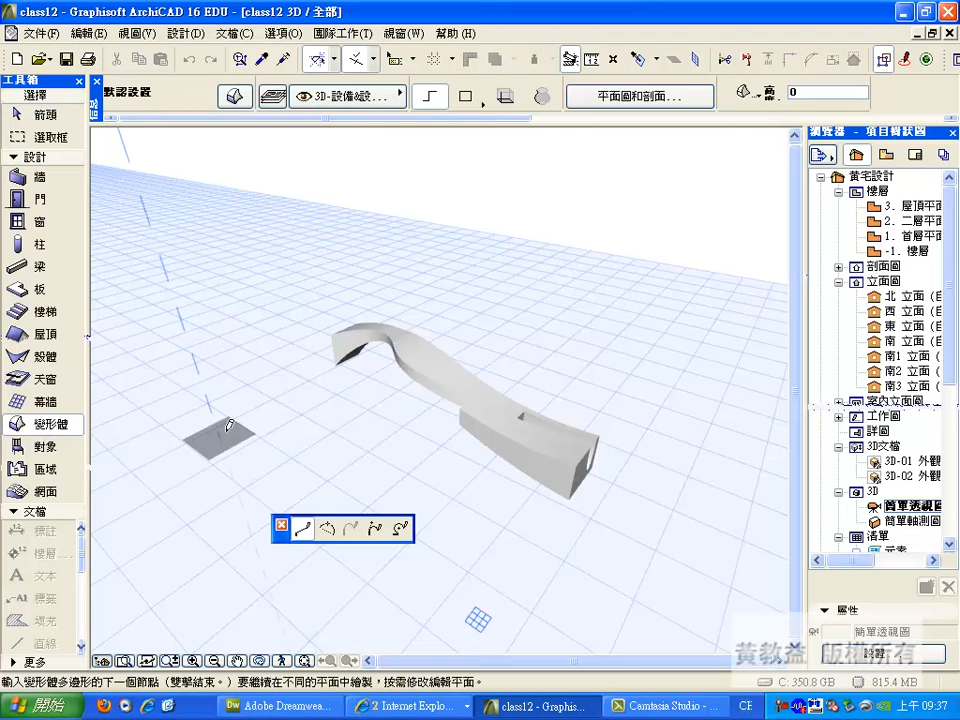 class12 - Graphisoft ArchiCAD 16 EDU - [class12 3D / 全部]
文件(F) 編輯(E) 視圖(V) 設計(D) 文檔(C) 選項(O) 團隊工作(T) 視窗(W) 幫助(H)
工具箱
選擇
箭頭
選取框
設計
牆
門
窗
柱
梁
板
樓梯
屋頂
殼體
天窗
幕牆
變形體
對象
區域
網面
文檔
標註
樓層...
文本
標籤
填充
直線
更多
默認設置
3D-設備&設...
平面圖和剖面...
高: 0
瀏覽器 - 項目樹狀圖
黃宅設計
樓層
3. 屋頂平面
2. 二層平面
1. 首層平面
-1. 樓層
剖面圖
立面圖
北 立面 (自
西 立面 (自
東 立面 (自
南 立面 (自
南1 立面 (
南2 立面 (
南3 立面 (
室內立面圖
工作圖
詳圖
3D文檔
3D-01 外觀
3D-02 外觀
3D
簡單透視圖
簡單軸測圖
清單
元素
屬性
簡單透視圖
設置...
黃教益 版權所有
輸入變形體多邊形的下一個節點 (雙擊結束。) 要繼續在不同的平面中繪製，按需修改編輯平面。
C: 350.8 GB
815.4 MB
開始
Adobe Dreamwea...
2 Internet Explo...
class12 - Graphis...
Camtasia Studio - ...
CE
上午 09:37